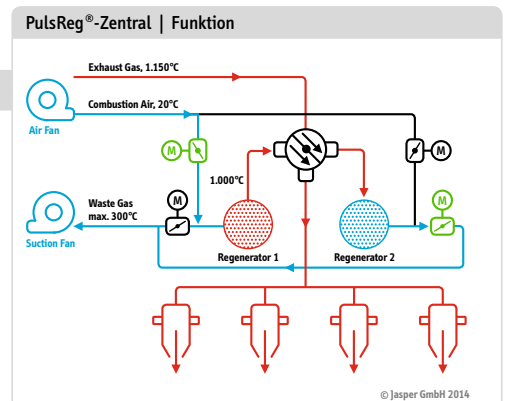 PulsReg®-Zentral | Funktion
Exhaust Gas, 1.150°C
Combustion Air, 20°C
Air Fan
M
M
1.000°C
M
M
Waste Gas
max. 300°C
Suction Fan
Regenerator 1
Regenerator 2
© Jasper GmbH 2014